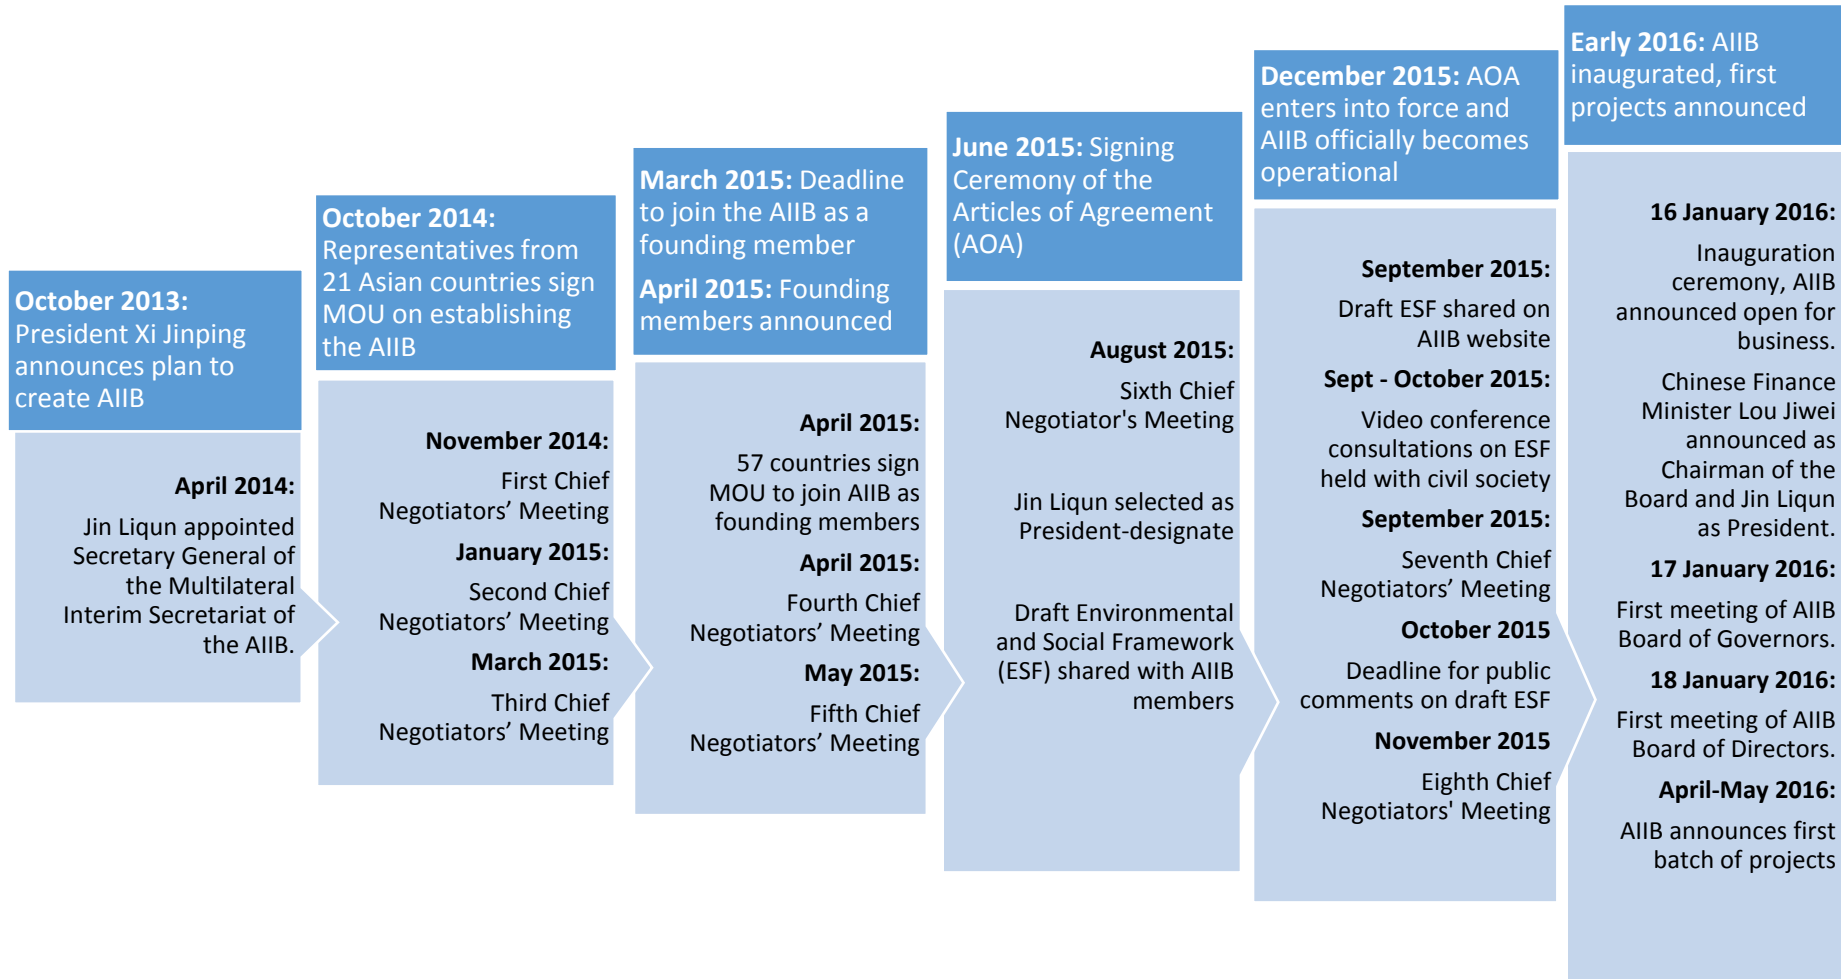 October 2013:
President Xi Jinping
announces plan to
create AIIB
April 2014:
Jin Liqun appointed
Secretary General of
the Multilateral
Interim Secretariat of
the AIIB.
October 2014:
Representatives from
21 Asian countries sign
MOU on establishing
the AIIB
November 2014:
First Chief
Negotiators’ Meeting
January 2015:
Second Chief
Negotiators’ Meeting
March 2015:
Third Chief
Negotiators’ Meeting
March 2015: Deadline
to join the AIIB as a
founding member
April 2015: Founding
members announced
April 2015:
57 countries sign
MOU to join AIIB as
founding members
April 2015:
Fourth Chief
Negotiators’ Meeting
May 2015:
Fifth Chief
Negotiators’ Meeting
June 2015: Signing
Ceremony of the
Articles of Agreement
(AOA)
August 2015:
Sixth Chief
Negotiator's Meeting
Jin Liqun selected as
President-designate
Draft Environmental
and Social Framework
(ESF) shared with AIIB
members
December 2015: AOA
enters into force and
AIIB officially becomes
operational
September 2015:
Draft ESF shared on
AIIB website
Sept - October 2015:
Video conference
consultations on ESF
held with civil society
September 2015:
Seventh Chief
Negotiators’ Meeting
October 2015
Deadline for public
comments on draft ESF
November 2015
Eighth Chief
Negotiators' Meeting
Early 2016: AIIB
inaugurated, first
projects announced
16 January 2016:
Inauguration
ceremony, AIIB
announced open for
business.
Chinese Finance
Minister Lou Jiwei
announced as
Chairman of the
Board and Jin Liqun
as President.
17 January 2016:
First meeting of AIIB
Board of Governors.
18 January 2016:
First meeting of AIIB
Board of Directors.
April-May 2016:
AIIB announces first
batch of projects